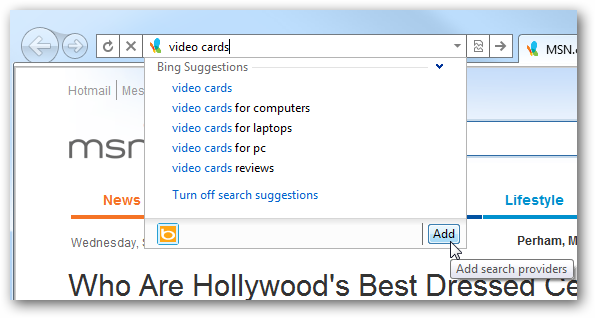 video cards
MSN.
Bing Suggestions
Hotmail
Mes
video cards
video cards for computers
msn
video cards for laptops
video cards for pc
video cards reviews
Turn off search suggestions
News
Lifestyle
Wednesday, S
b
Add
Perham, M
Add search providers
Who Are Hollywood's Best Dressed Ce